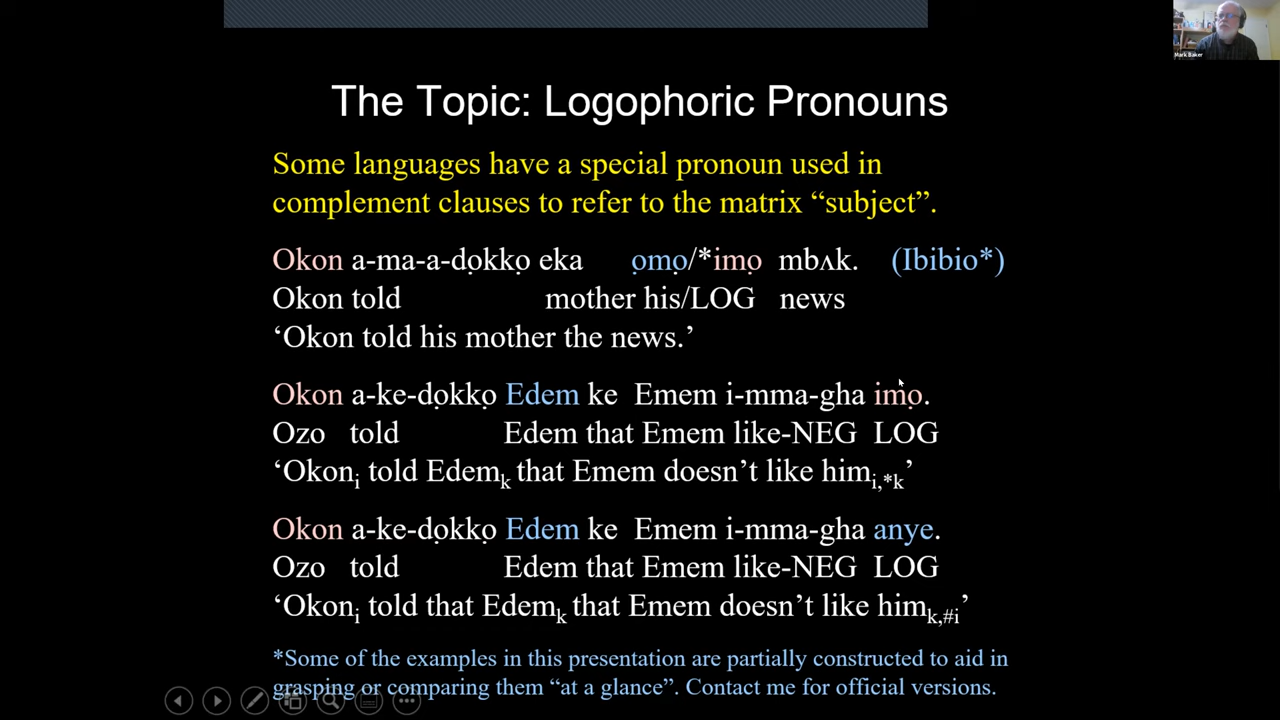 Mark Baker
The Topic: Logophoric Pronouns
Some languages have a special pronoun used in
complement clauses to refer to the matrix “subject”.
Okon a-ma-a-dọkkọ eka ọmọ/*imọ mbʌk. (Ibibio*)
Okon told mother his/LOG news
‘Okon told his mother the news.’
Okon a-ke-dọkkọ Edem ke Emem i-mma-gha imọ.
Ozo told Edem that Emem like-NEG LOG
‘Okoni told Edemk that Emem doesn’t like himi,*k’
Okon a-ke-dọkkọ Edem ke Emem i-mma-gha anye.
Ozo told Edem that Emem like-NEG LOG
‘Okoni told that Edemk that Emem doesn’t like himk,#i’
*Some of the examples in this presentation are partially constructed to aid in
grasping or comparing them “at a glance”. Contact me for official versions.